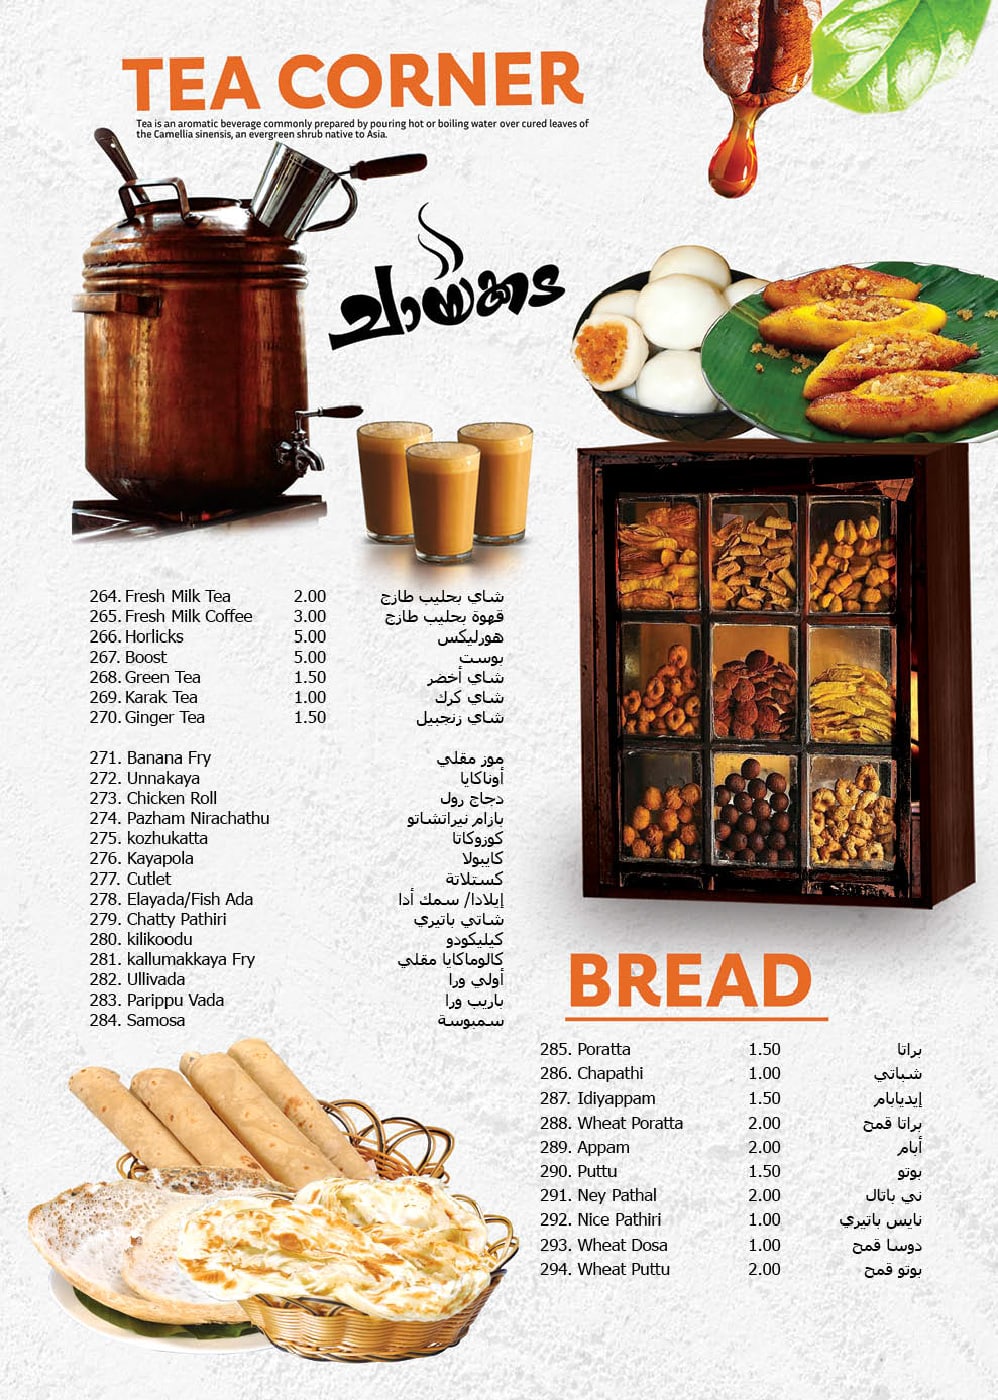 TEA CORNER
Tea is an aromatic beverage commonly prepared by pouring hot or boiling water over cured leaves of
the Camellia sinensis, an evergreen shrub native to Asia.
ചായക്കട
264. Fresh Milk Tea 2.00 شاي بحليب طازج
265. Fresh Milk Coffee 3.00 قهوة بحليب طازج
266. Horlicks 5.00 هورليكس
267. Boost 5.00 بوست
268. Green Tea 1.50 شاي أخضر
269. Karak Tea 1.00 شاي كرك
270. Ginger Tea 1.50 شاي زنجبيل
271. Banana Fry موز مقلي
272. Unnakaya أوناكايا
273. Chicken Roll دجاج رول
274. Pazham Nirachathu بازام نيراتشاتو
275. kozhukatta كوزوكاتا
276. Kayapola كايبولا
277. Cutlet كستلاتة
278. Elayada/Fish Ada إيلادا/ سمك أدا
279. Chatty Pathiri شاتي باتيري
280. kilikoodu كيليكودو
281. kallumakkaya Fry كالوماكايا مقلي
282. Ullivada أولي ورا
283. Parippu Vada باريب ورا
284. Samosa سمبوسة
BREAD
285. Poratta 1.50 براتا
286. Chapathi 1.00 شباتي
287. Idiyappam 1.50 إيديابام
288. Wheat Poratta 2.00 براتا قمح
289. Appam 2.00 أبام
290. Puttu 1.50 بوتو
291. Ney Pathal 2.00 ني باتال
292. Nice Pathiri 1.00 نايس باتيري
293. Wheat Dosa 1.00 دوسا قمح
294. Wheat Puttu 2.00 بوتو قمح